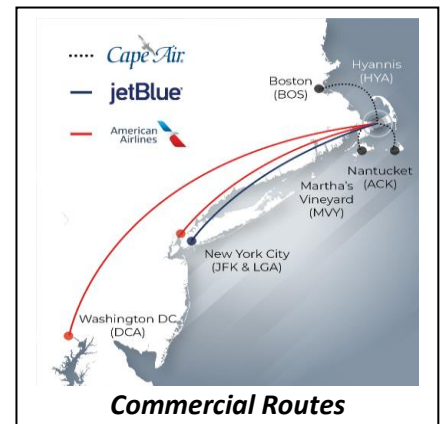 Cape Air
jetBlue
American
Airlines
Hyannis
(HYA)
Boston
(BOS)
Nantucket
(ACK)
Martha's
Vineyard
(MVY)
New York City
(JFK & LGA)
Washington DC
(DCA)
Commercial Routes